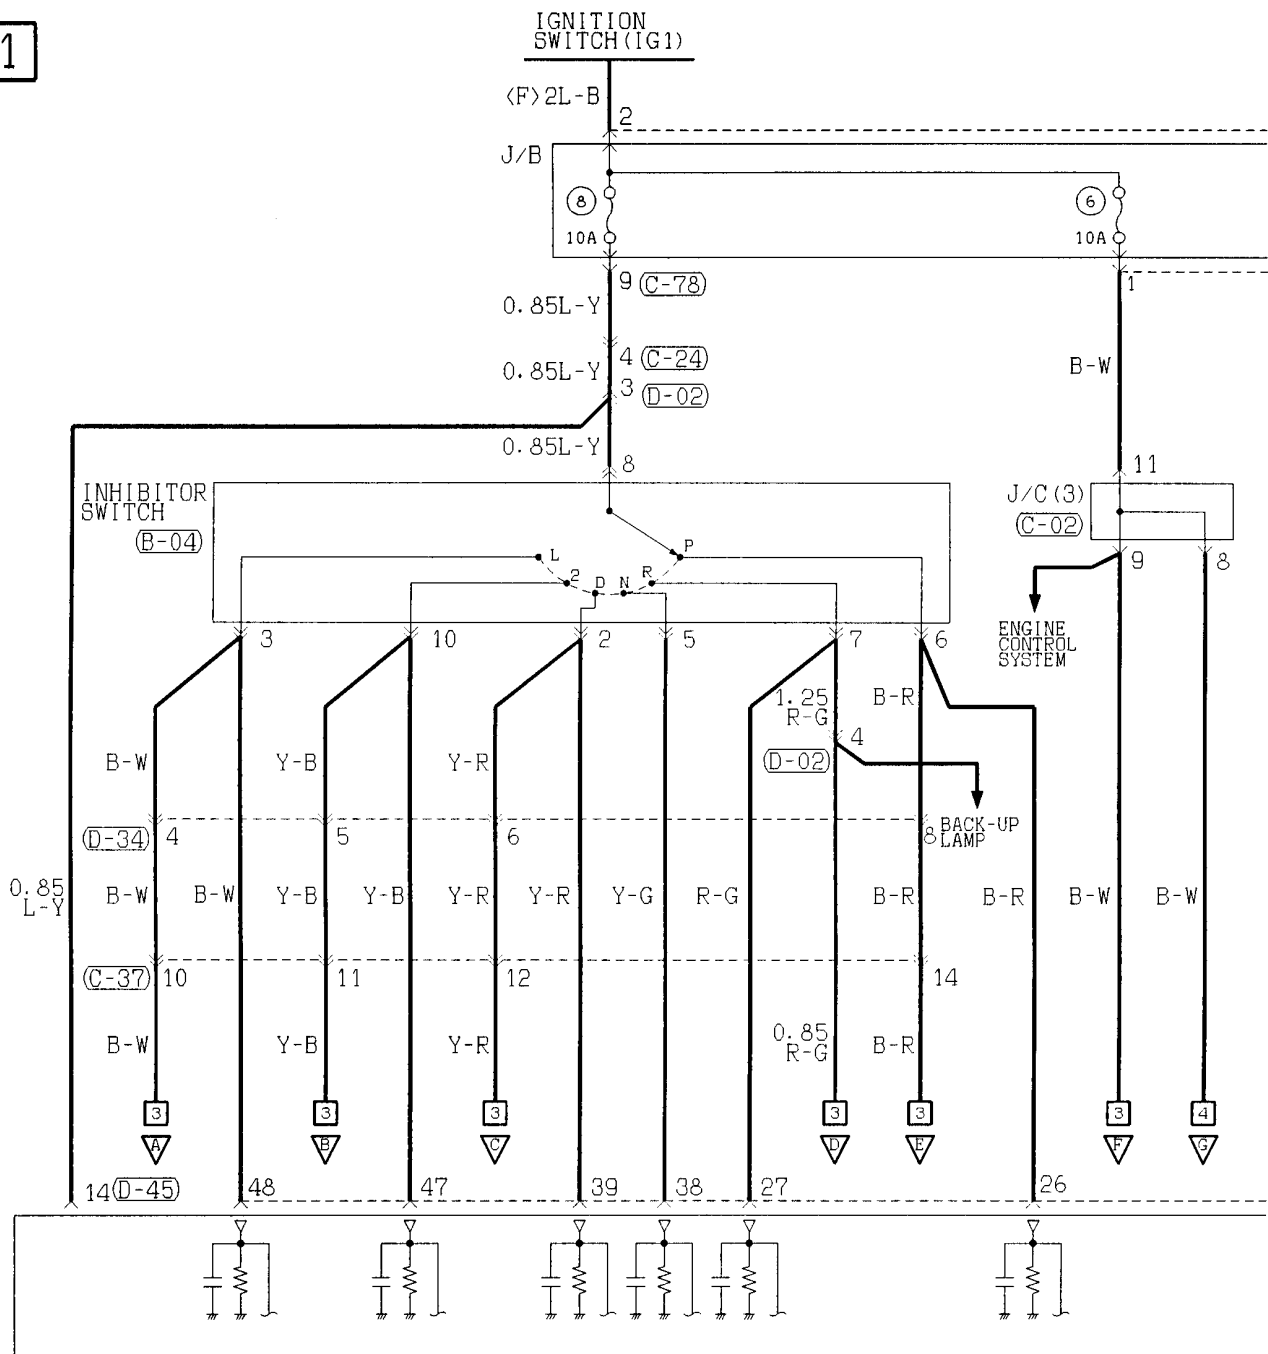 1
IGNITION
SWITCH(IG1)
<F>2L-B
2
J/B
8
6
10A
10A
9 (C-78)
1
0.85L-Y
4 (C-24)
0.85L-Y
B-W
3 (D-02)
0.85L-Y
8
11
INHIBITOR
SWITCH
(B-04)
J/C(3)
(C-02)
L
P
2
D
N
R
9
8
3
10
2
5
7
6
ENGINE
CONTROL
SYSTEM
1.25
R-G
B-R
4
(D-02)
B-W
Y-B
Y-R
BACK-UP
LAMP
(D-34) 4
5
6
8
0.85
L-Y
B-W
B-W
Y-B
Y-B
Y-R
Y-R
Y-G
R-G
B-R
B-R
B-W
B-W
(C-37) 10
11
12
14
B-W
Y-B
Y-R
0.85
R-G
B-R
3
3
3
3
3
3
4
A
B
C
D
E
F
G
14 (D-45)
48
47
39
38
27
26